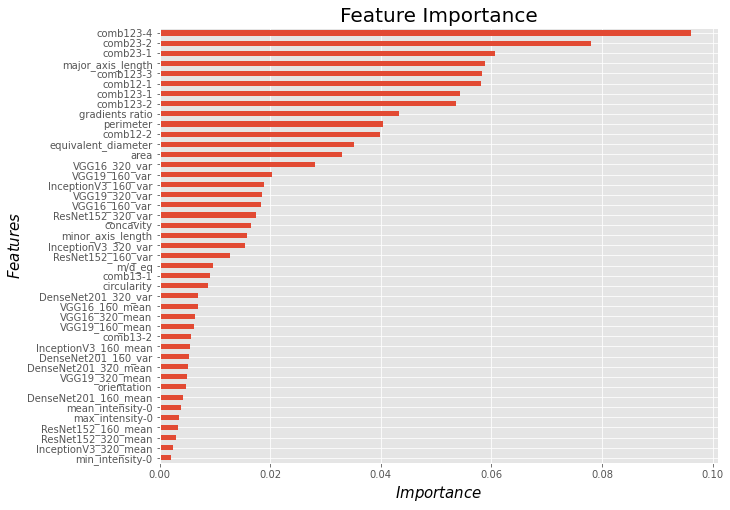 Feature Importance
comb123-4
comb23-2
comb23-1
major_axis_length
comb123-3
comb12-1
comb123-1
comb123-2
gradients ratio
perimeter
comb12-2
equivalent_diameter
area
VGG16_320_var
VGG19_160_var
InceptionV3_160_var
VGG19_320_var
VGG16_160_var
ResNet152_320_var
concavity
minor_axis_length
InceptionV3_320_var
ResNet152_160_var
m/d_eq
comb13-1
circularity
DenseNet201_320_var
VGG16_160_mean
VGG16_320_mean
VGG19_160_mean
comb13-2
InceptionV3_160_mean
DenseNet201_160_var
DenseNet201_320_mean
VGG19_320_mean
orientation
DenseNet201_160_mean
mean_intensity-0
max_intensity-0
ResNet152_160_mean
ResNet152_320_mean
InceptionV3_320_mean
min_intensity-0
Features
0.00 0.02 0.04 0.06 0.08 0.10
Importance